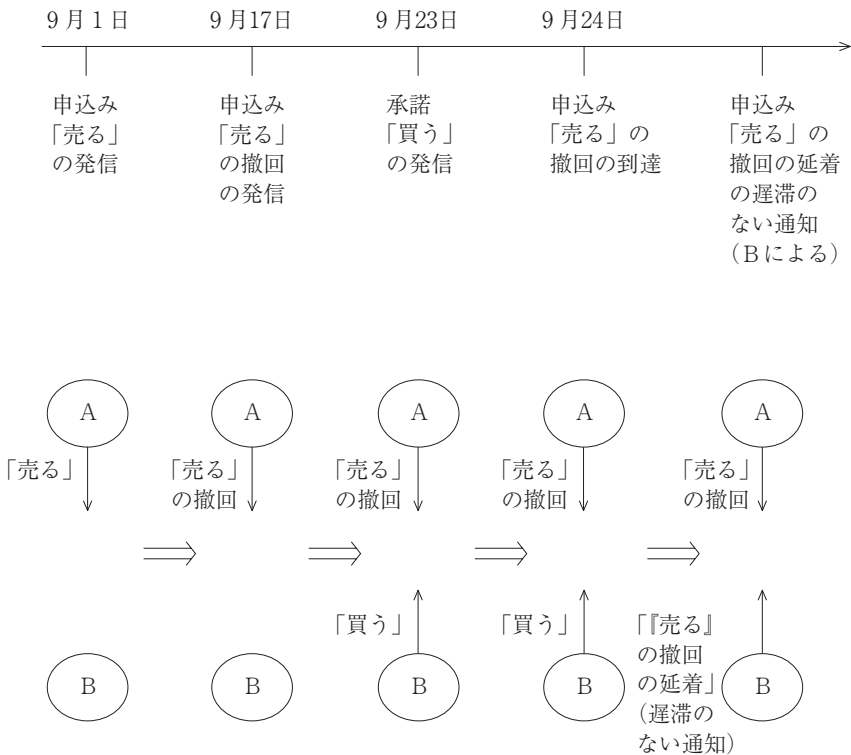 9月1日
9月17日
9月23日
9月24日
申込み
「売る」
の発信
申込み
「売る」
の撤回
の発信
承諾
「買う」
の発信
申込み
「売る」の
撤回の到達
申込み
「売る」の
撤回の延着
の遅滞の
ない通知
(Bによる)
A
A
A
A
A
「売る」
「売る」
の撤回
「売る」
の撤回
「売る」
の撤回
「売る」
の撤回
「買う」
「買う」
「『売る』
の撤回
の延着」
(遅滞の
ない通知)
B
B
B
B
B